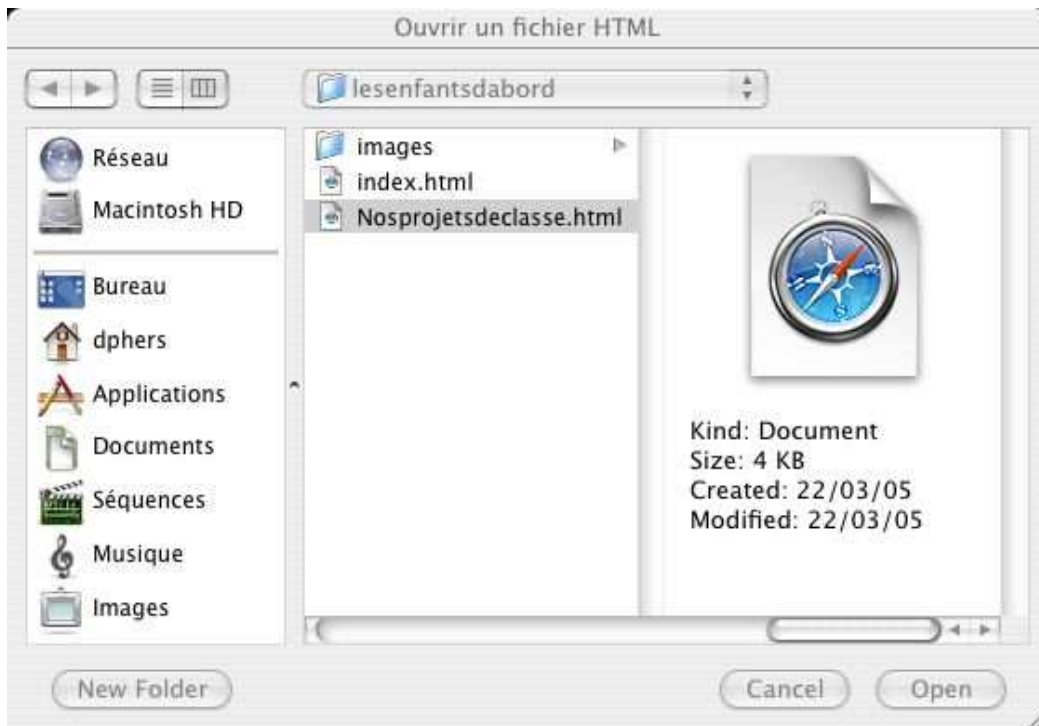 Ouvrir un fichier HTML
lesenfantsdabord
Réseau
Macintosh HD
Bureau
dphers
Applications
Documents
Séquences
Musique
Images
images
index.html
Nosprojetsdeclasse.html
Kind: Document
Size: 4 KB
Created: 22/03/05
Modified: 22/03/05
New Folder
Cancel
Open